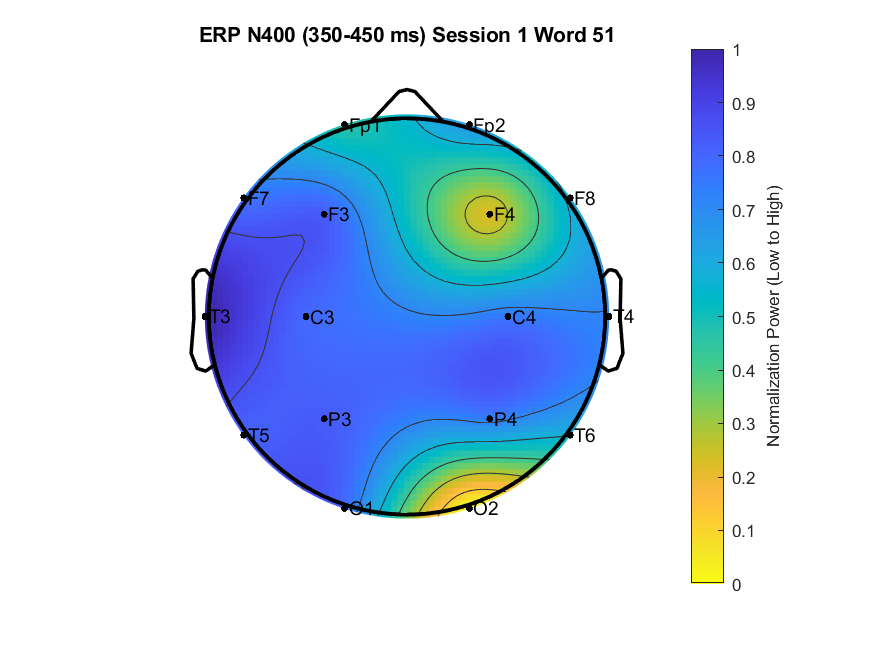 ERP N400 (350-450 ms) Session 1 Word 51
Fp1 Fp2
F7 F3 F4 F8
T3 C3 C4 T4
T5 P3 P4 T6
O1 O2
1
0.9
0.8
0.7
0.6
0.5
0.4
0.3
0.2
0.1
0
Normalization Power (Low to High)